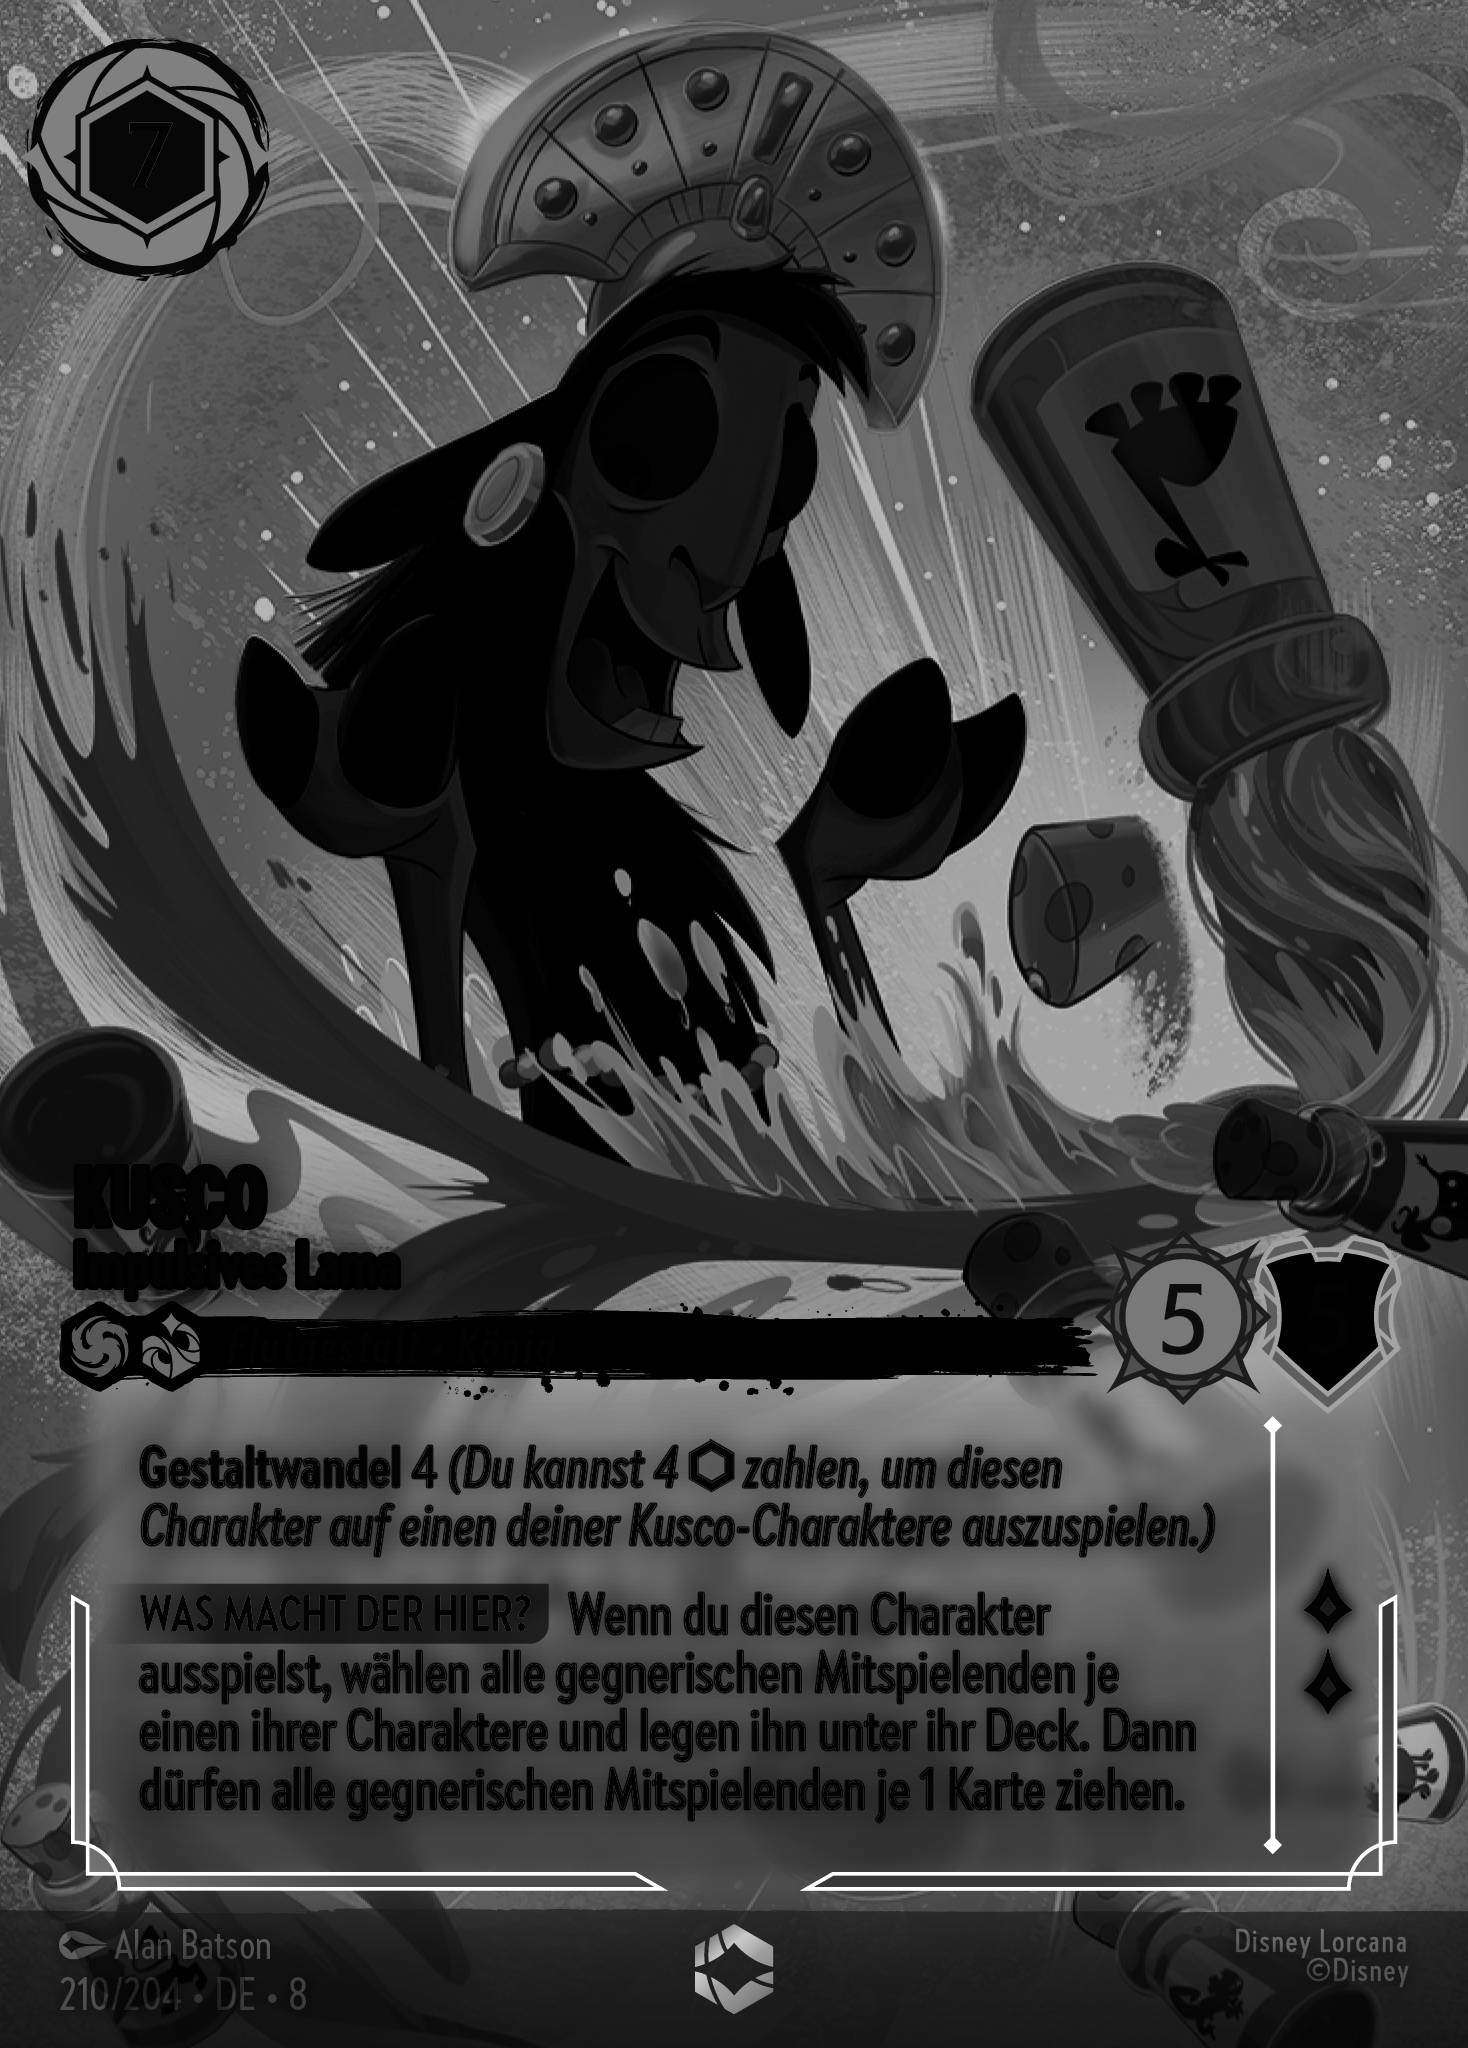 7
KUSCO
Impulsives Lama
Flutgestalt • König
5
5
Gestaltwandel 4 (Du kannst 4 zahlen, um diesen
Charakter auf einen deiner Kusco-Charaktere auszuspielen.)
WAS MACHT DER HIER? Wenn du diesen Charakter
ausspielst, wählen alle gegnerischen Mitspielenden je
einen ihrer Charaktere und legen ihn unter ihr Deck. Dann
dürfen alle gegnerischen Mitspielenden je 1 Karte ziehen.
Alan Batson
210/204 • DE • 8
Disney Lorcana
©Disney